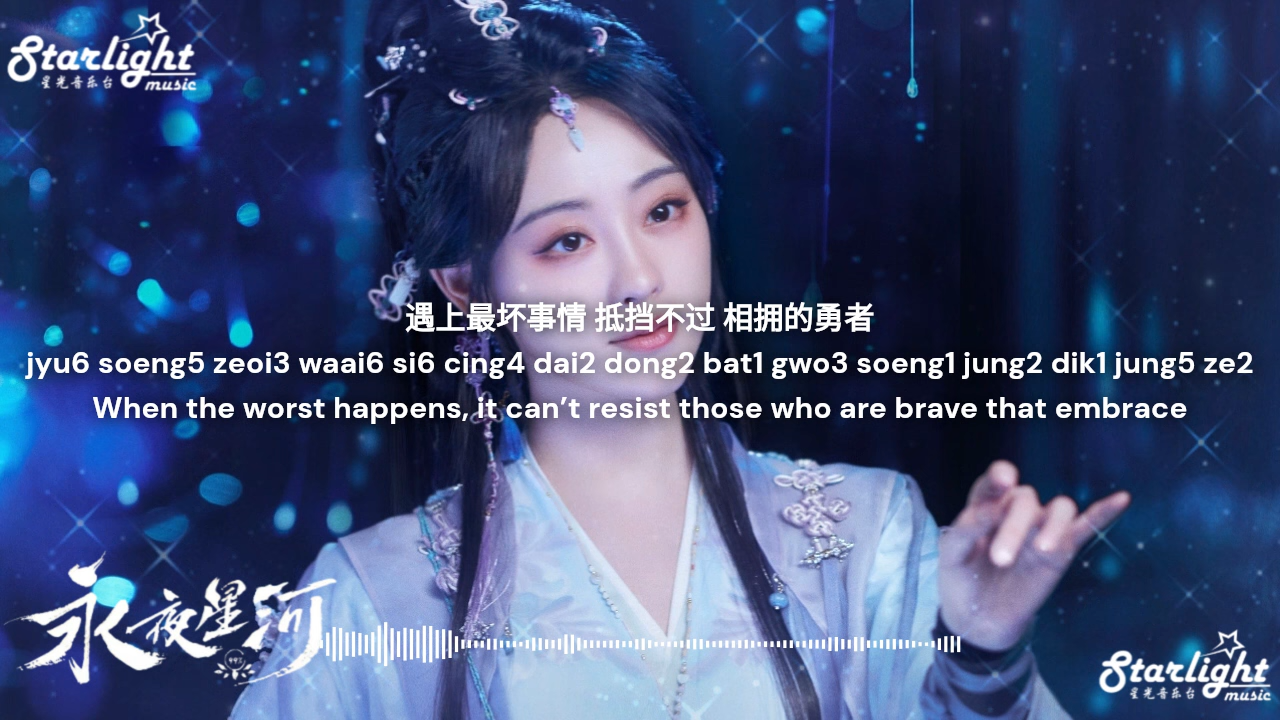 Starlight
星光音乐台 music
遇上最坏事情 抵挡不过 相拥的勇者
jyu6 soeng5 zeoi3 waai6 si6 cing4 dai2 dong2 bat1 gwo3 soeng1 jung2 dik1 jung5 ze2
When the worst happens, it can’t resist those who are brave that embrace
永夜星河
Starlight
星光音乐台 music